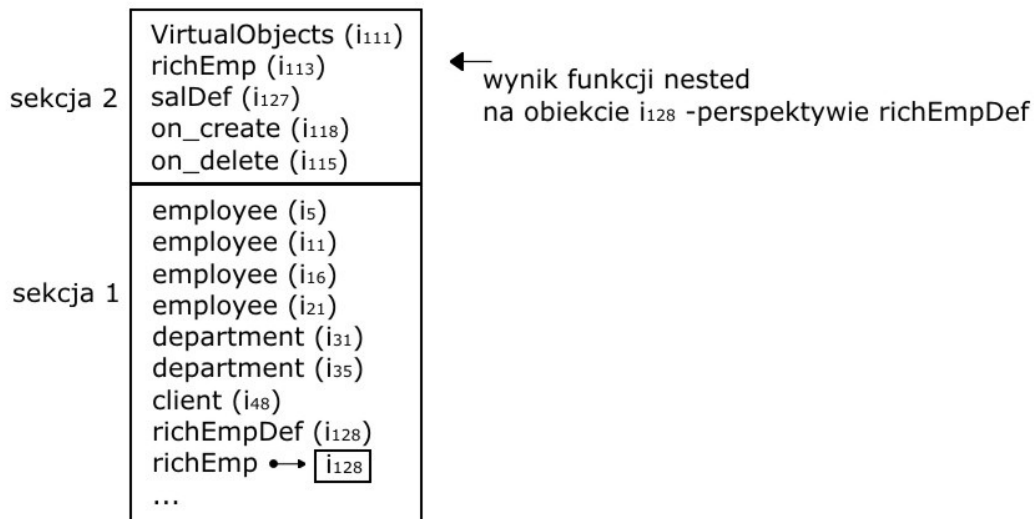 sekcja 2
VirtualObjects (i111)
richEmp (i113)
salDef (i127)
on_create (i118)
on_delete (i115)
wynik funkcji nested
na obiekcie i128 -perspektywie richEmpDef
sekcja 1
employee (i5)
employee (i11)
employee (i16)
employee (i21)
department (i31)
department (i35)
client (i48)
richEmpDef (i128)
richEmp i128
...